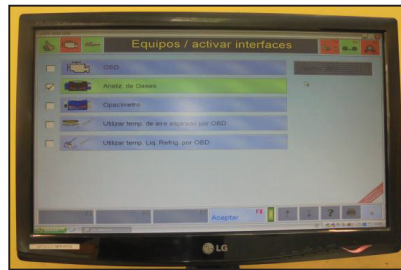 Equipos / activar interfaces
OBD
Analiz. de Gases
Opacímetro
Utilizar temp. de aire aspirado por OBD
Utilizar temp. Liq. Refrig. por OBD
Aceptar
?
LG